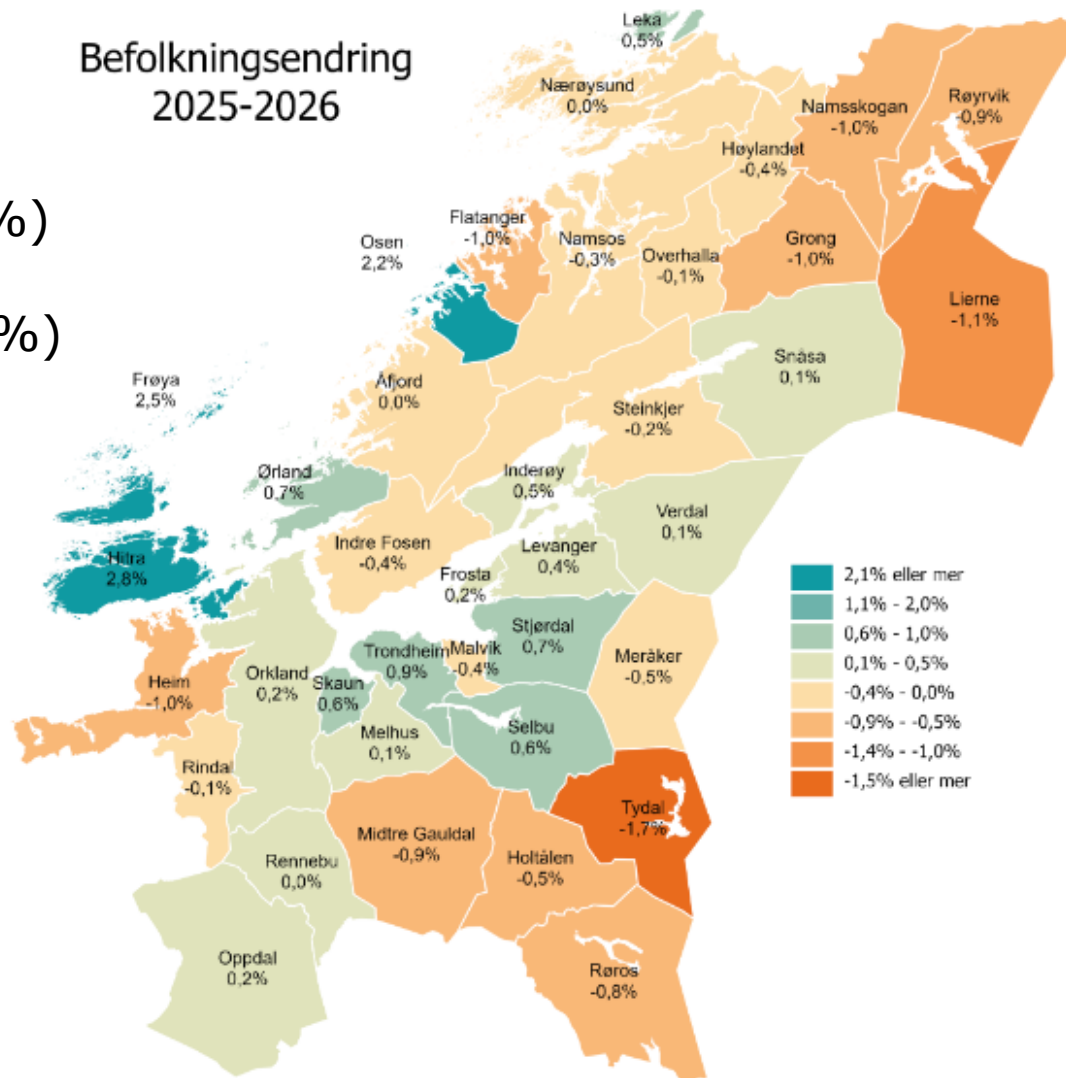 Befolkningsendring
2025-2026
%)
%)
Leka
0,5%
Nærøysund
0,0%
Namsskogan
-1,0%
Røyrvik
-0,9%
Høylandet
-0,4%
Flatanger
-1,0%
Osen
2,2%
Namsos
-0,3%
Overhalla
-0,1%
Grong
-1,0%
Lierne
-1,1%
Snåsa
0,1%
Frøya
2,5%
Åfjord
0,0%
Steinkjer
-0,2%
Ørland
0,7%
Inderøy
0,5%
Verdal
0,1%
Indre Fosen
-0,4%
Levanger
0,4%
Hitra
2,8%
Frosta
0,2%
Stjørdal
0,7%
Malvik
-0,4%
Trondheim
0,9%
Meråker
-0,5%
Orkland
0,2%
Skaun
0,6%
Heim
-1,0%
Melhus
0,1%
Selbu
0,6%
Rindal
-0,1%
Tydal
-1,7%
Midtre Gauldal
-0,9%
Holtålen
-0,5%
Rennebu
0,0%
Oppdal
0,2%
Røros
-0,8%
2,1% eller mer
1,1% - 2,0%
0,6% - 1,0%
0,1% - 0,5%
-0,4% - 0,0%
-0,9% - -0,5%
-1,4% - -1,0%
-1,5% eller mer